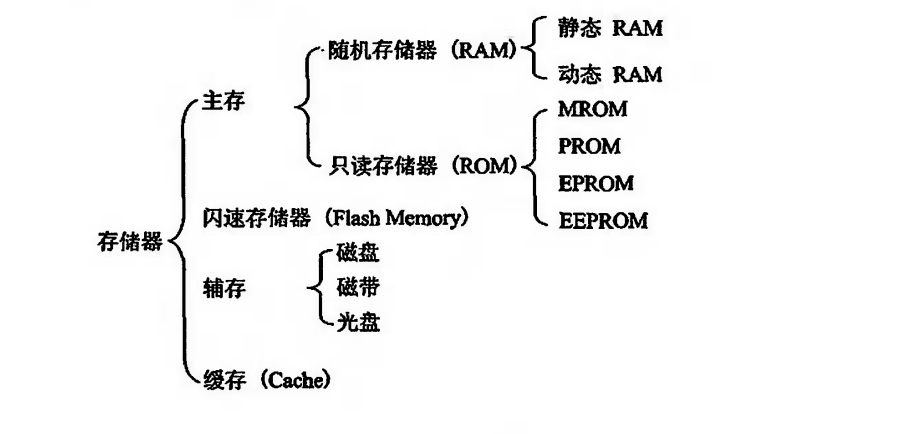 静态 RAM
随机存储器 (RAM)
动态 RAM
主存
MROM
PROM
只读存储器 (ROM)
EPROM
EEPROM
闪速存储器 (Flash Memory)
存储器
磁盘
辅存
磁带
光盘
缓存 (Cache)